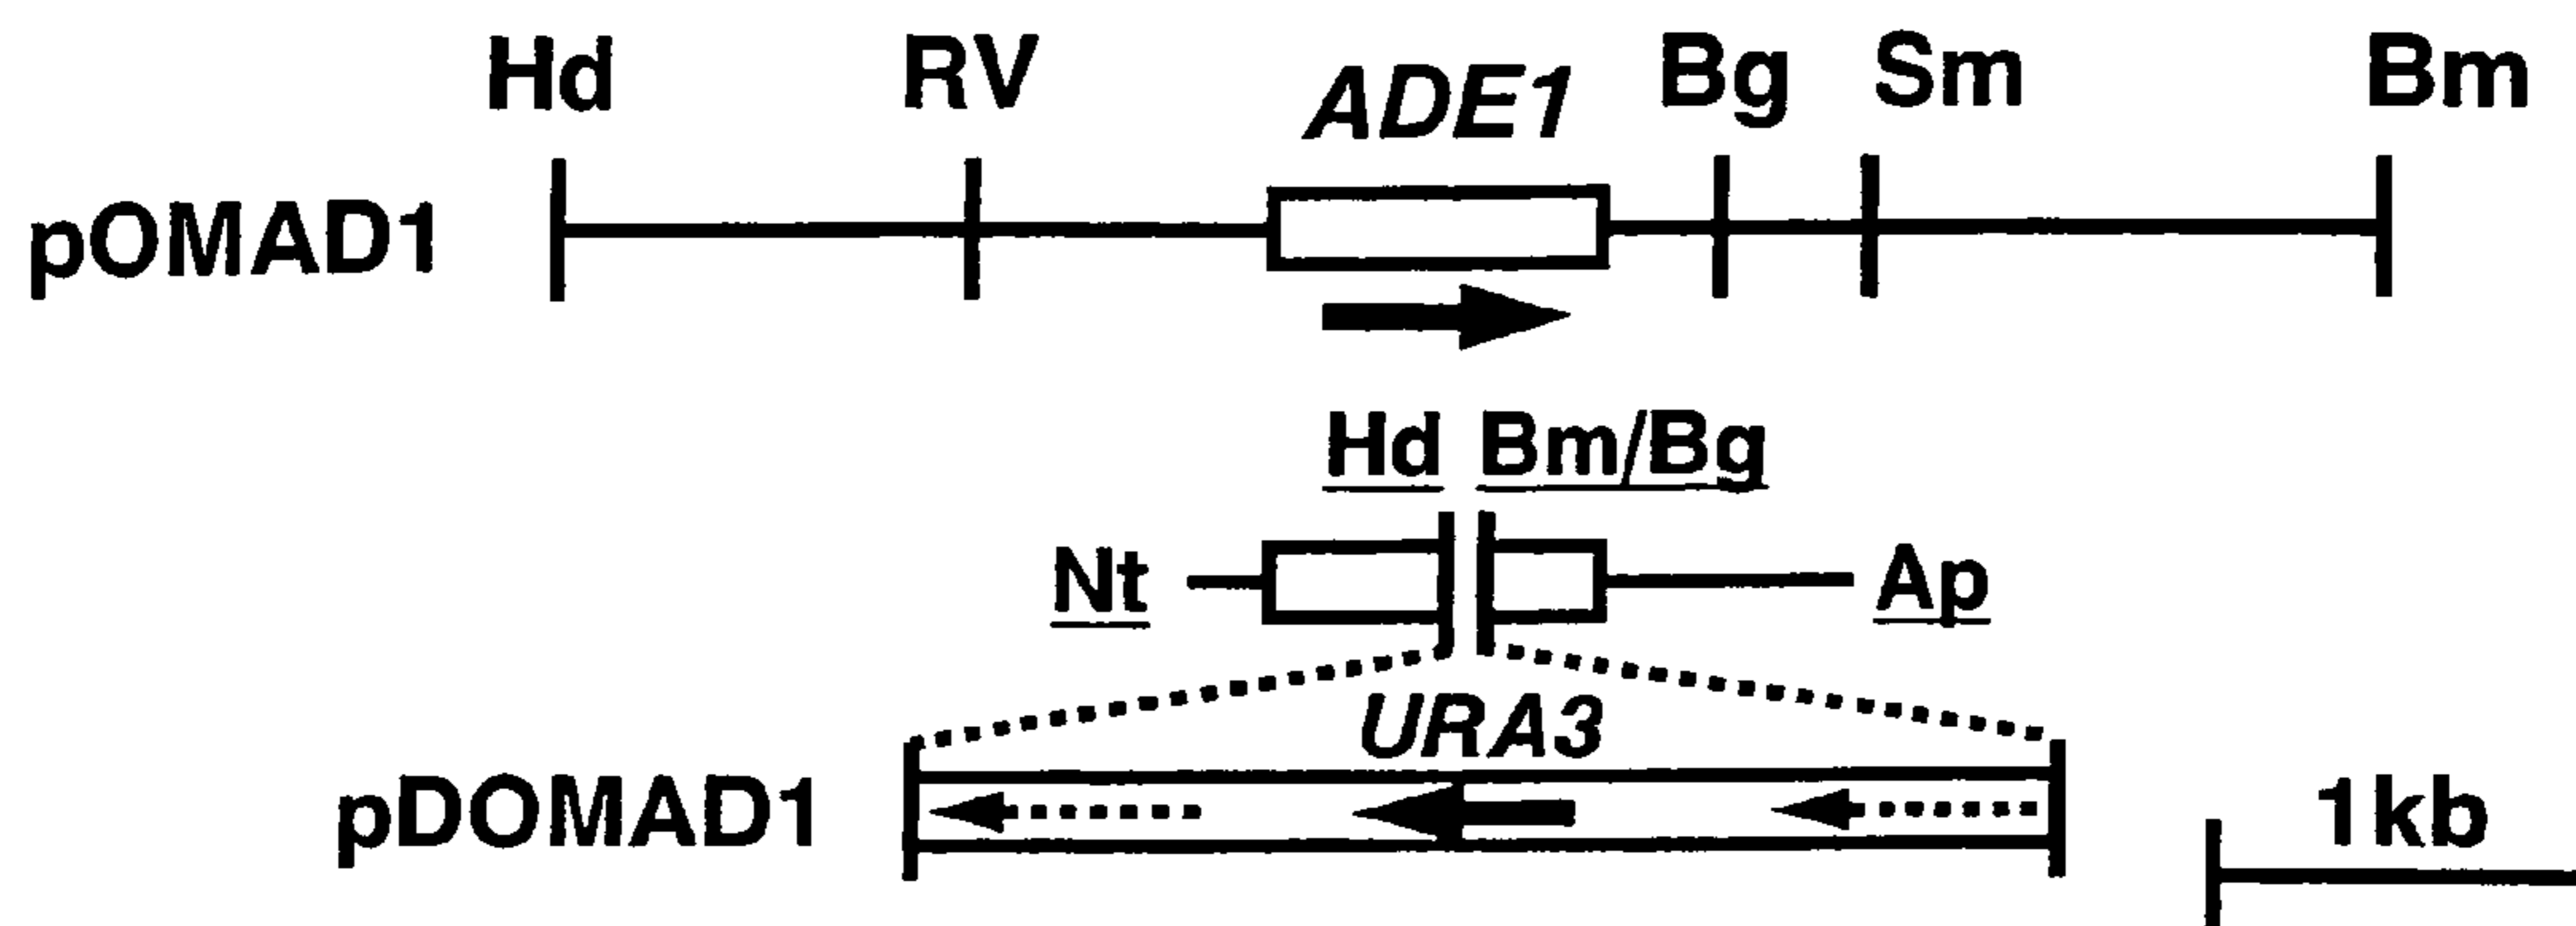 Hd RV ADE1 Bg Sm Bm
pOMAD1
Hd Bm/Bg
Nt Ap
URA3
pDOMAD1 1kb